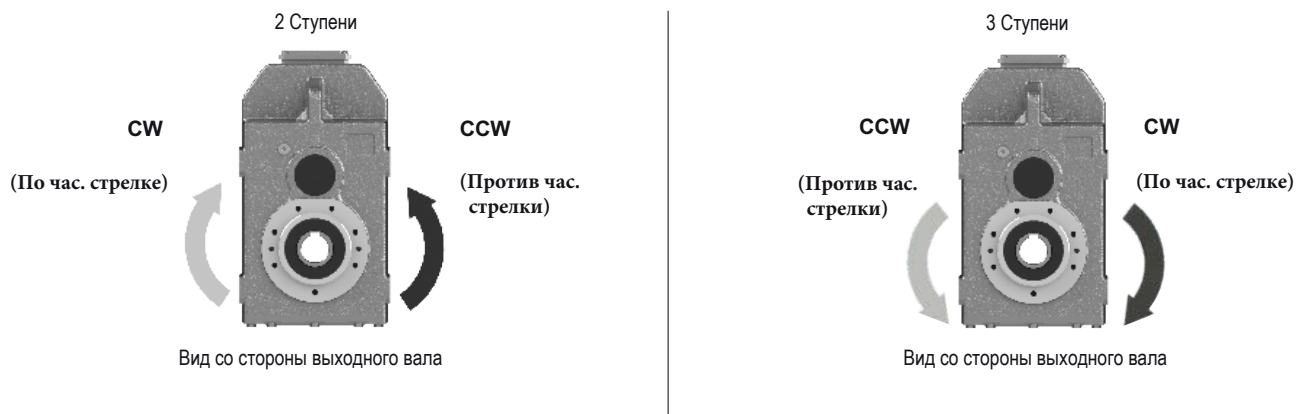 2 Ступени
CW
CCW
(По час. стрелке)
(Против час.
стрелки)
Вид со стороны выходного вала
3 Ступени
CCW
CW
(Против час.
стрелки)
(По час. стрелке)
Вид со стороны выходного вала